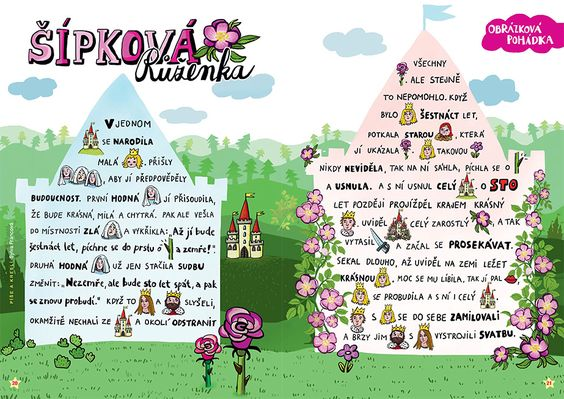 ŠÍPKOVÁ
Růženka
V JEDNOM
SE NARODILA
MALÁ . PŘIŠLY
, ABY JÍ PŘEDPOVĚDĚLY
BUDOUCNOST. PRVNÍ HODNÁ JÍ PŘISOUDILA,
ŽE BUDE KRÁSNÁ, MILÁ A CHYTRÁ. PAK ALE VEŠLA
DO MÍSTNOSTI ZLÁ A VYKŘIKLA: „Až jí bude
šestnáct let, píchne se do prstu o a zemře!"
DRUHÁ HODNÁ UŽ JEN STAČILA SUDBU
ZMĚNIT: „Nezemře, ale bude sto let spát, a pak
se znovu probudí." KDYŽ TO A SLYŠELI,
OKAMŽITĚ NECHALI ZE A OKOLÍ ODSTRANIT
PÍŠE A KRESLÍ
20
OBRÁZKOVÁ
POHÁDKA
VŠECHNY
. ALE STEJNĚ
TO NEPOMOHLO. KDYŽ
BYLO ŠESTNÁCT LET,
POTKALA STAROU , KTERÁ
JÍ UKÁZALA . TAKOVOU
NIKDY NEVIDĚLA, TAK NA NI SÁHLA, PÍCHLA SE O
A USNULA. A S NÍ USNUL CELÝ . O STO
LET POZDĚJI PROJÍŽDĚL KRAJEM KRÁSNÝ
. UVIDĚL CELÝ ZAROSTLÝ A TAK
VYTASIL A ZAČAL SE PROSEKÁVAT.
SEKAL DLOUHO, AŽ UVIDĚL NA ZEMI LEŽET
KRÁSNOU . MOC SE MU LÍBILA, TAK JÍ DAL
. SE PROBUDILA A S NÍ I CELÝ .
S SE DO SEBE ZAMILOVALI
A BRZY JIM S VYSTROJILI SVATBU.
21